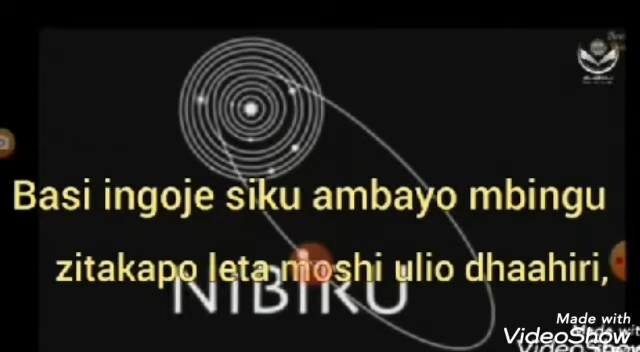 Basi ingoje siku ambayo mbingu
zitakapo leta moshi ulio dhaahiri,
NIBIRU
Made with
VideoShow